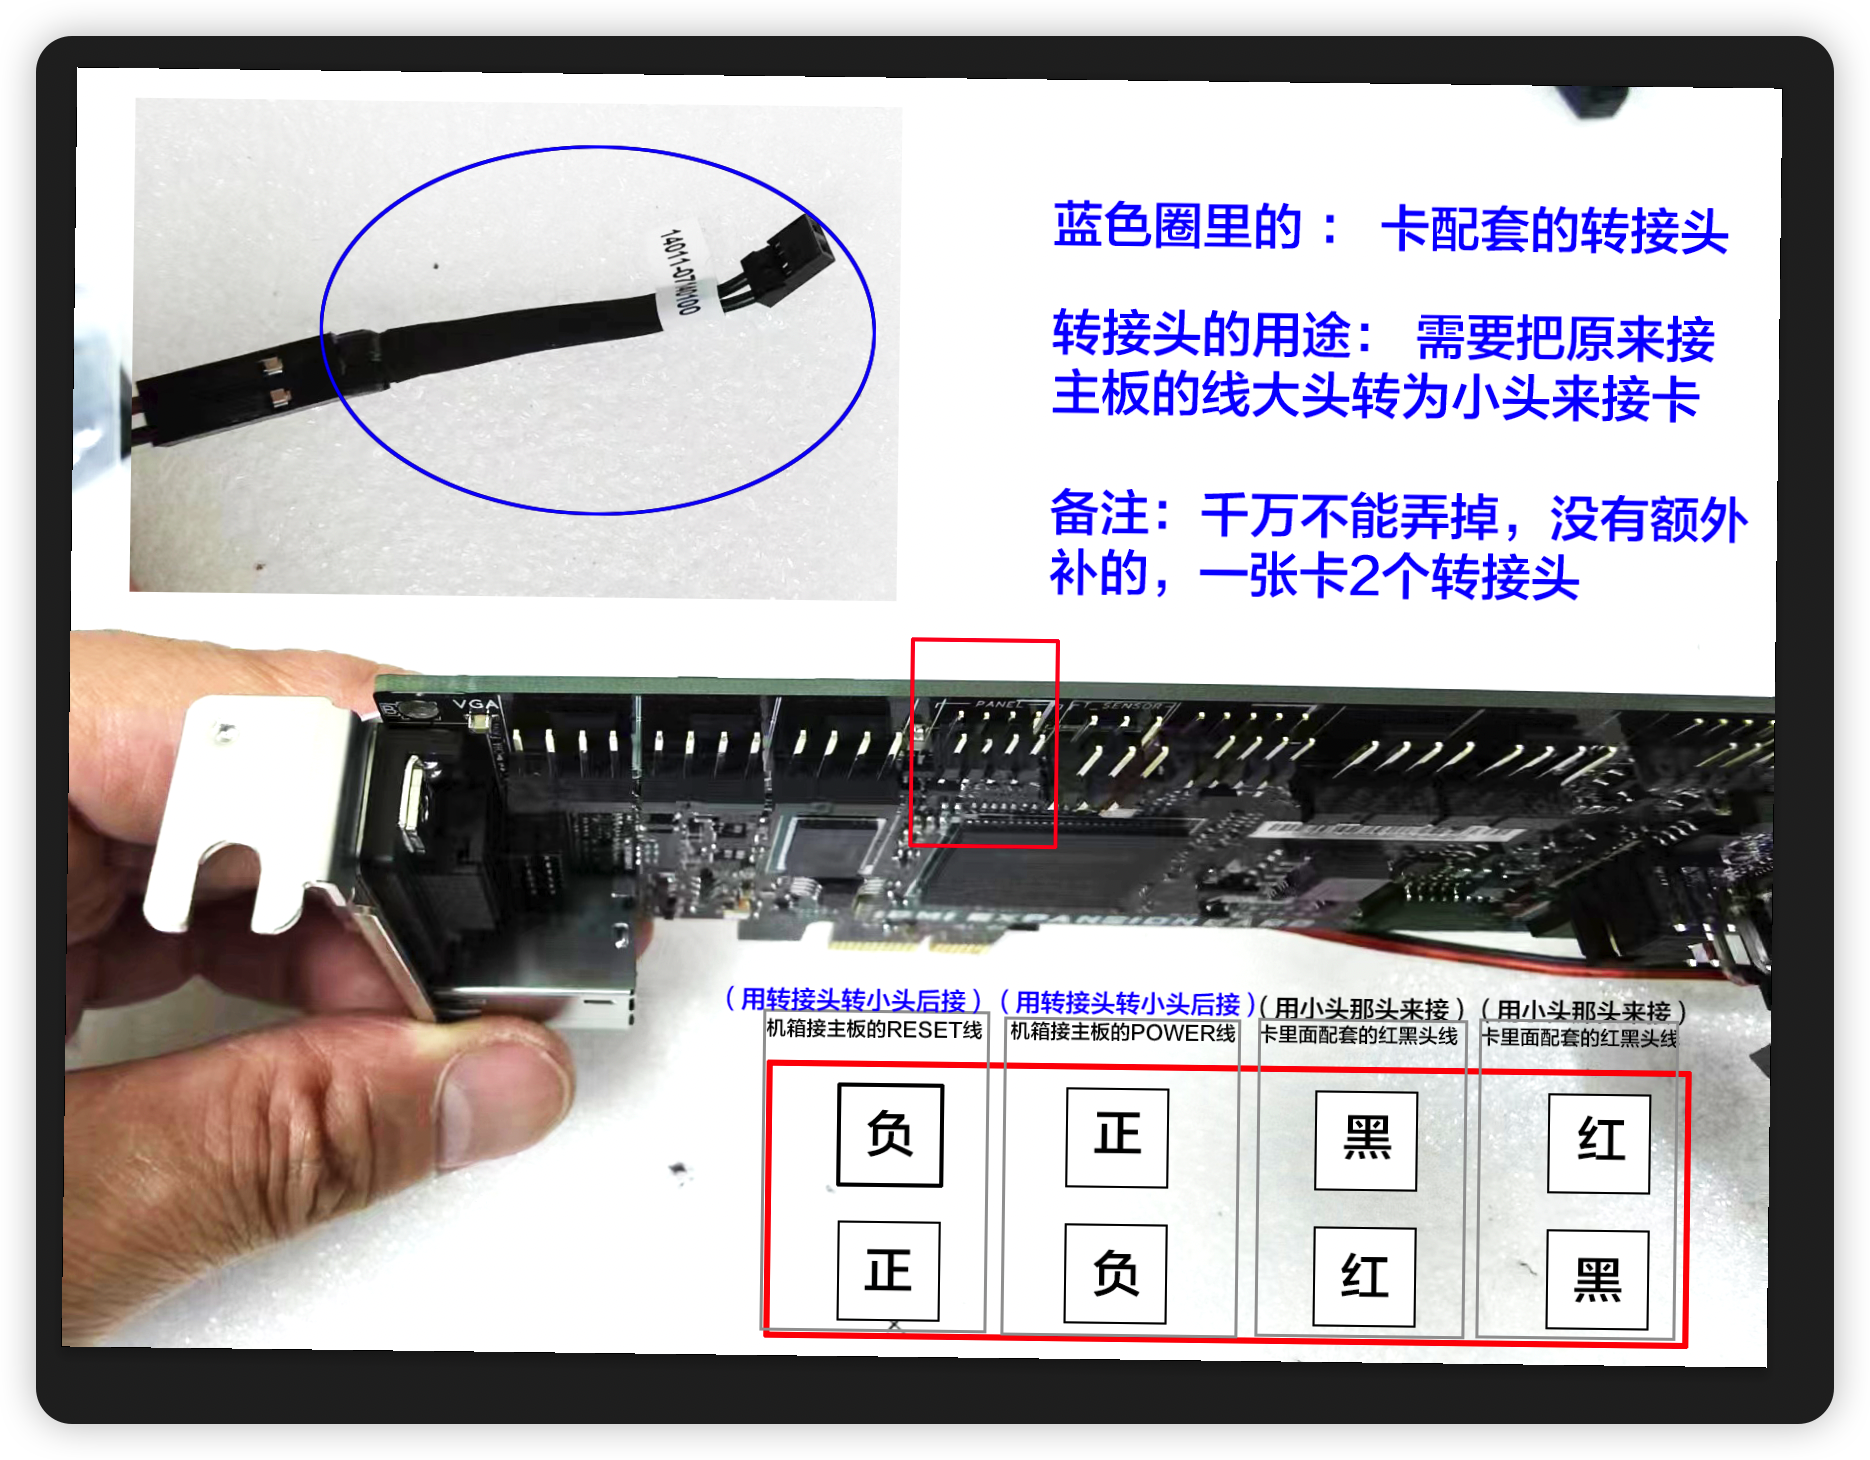 14011-07140100
蓝色圈里的： 卡配套的转接头
转接头的用途： 需要把原来接
主板的线大头转为小头来接卡
备注：千万不能弄掉，没有额外
补的，一张卡2个转接头
VGA
PANEL
T_SENSOR
EXPANSION
（用转接头转小头后接）（用转接头转小头后接）（用小头那头来接）（用小头那头来接）
机箱接主板的RESET线 机箱接主板的POWER线 卡里面配套的红黑头线 卡里面配套的红黑头线
负 正 黑 红
正 负 红 黑